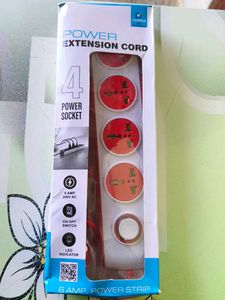 Certified
POWER
EXTENSION CORD
4
POWER
SOCKET
6 AMP
240V AC
ON-OFF
SWITCH
LED
INDICATOR
6 AMP. POWER STRIP